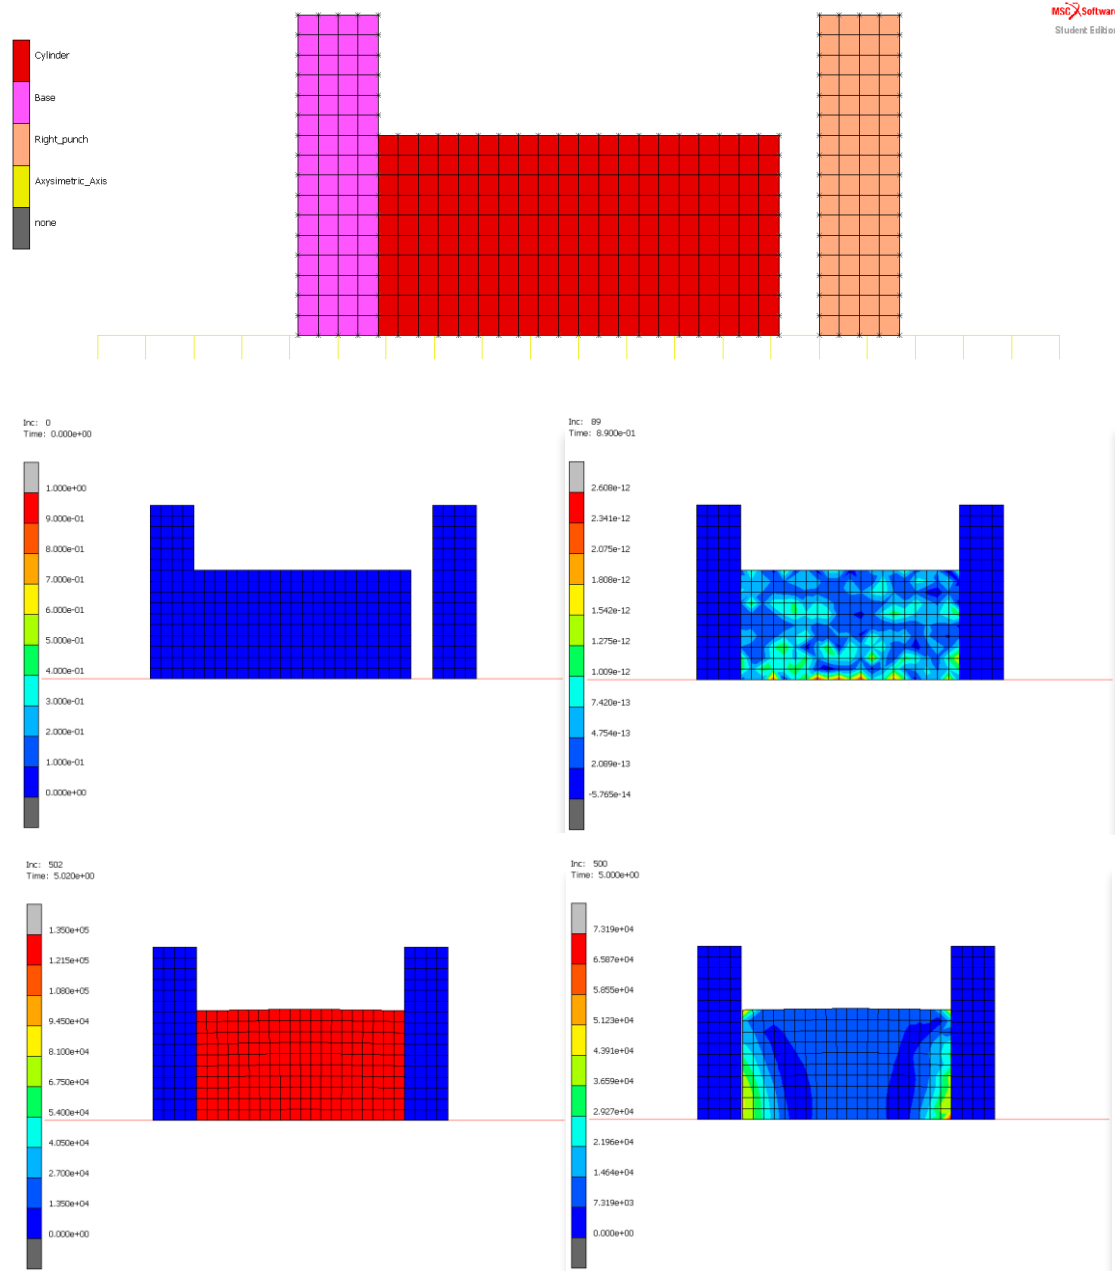 MSC Software
Student Edition
Cylinder
Base
Right_punch
Axysimetric_Axis
none
Inc: 0
Time: 0.000e+00
1.000e+00
9.000e-01
8.000e-01
7.000e-01
6.000e-01
5.000e-01
4.000e-01
3.000e-01
2.000e-01
1.000e-01
0.000e+00
Inc: 89
Time: 8.900e-01
2.608e-12
2.341e-12
2.075e-12
1.808e-12
1.542e-12
1.275e-12
1.009e-12
7.420e-13
4.754e-13
2.089e-13
-5.765e-14
Inc: 502
Time: 5.020e+00
1.350e+05
1.215e+05
1.080e+05
9.450e+04
8.100e+04
6.750e+04
5.400e+04
4.050e+04
2.700e+04
1.350e+04
0.000e+00
Inc: 500
Time: 5.000e+00
7.319e+04
6.587e+04
5.855e+04
5.123e+04
4.391e+04
3.659e+04
2.927e+04
2.196e+04
1.464e+04
7.319e+03
0.000e+00